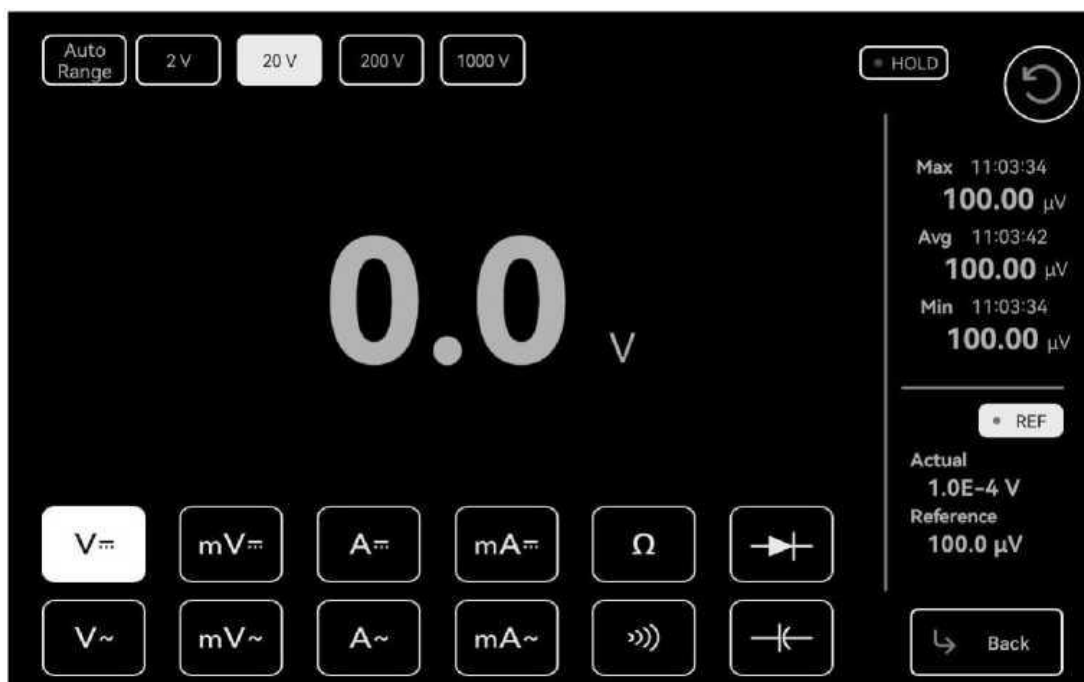 Auto
Range
2 V
20 V
200 V
1000 V
HOLD
Max 11:03:34
100.00 µV
Avg 11:03:42
100.00 µV
Min 11:03:34
100.00 µV
0.0 V
REF
Actual
1.0E-4 V
Reference
100.0 µV
V⎓
mV⎓
A⎓
mA⎓
Ω
V~
mV~
A~
mA~
Back